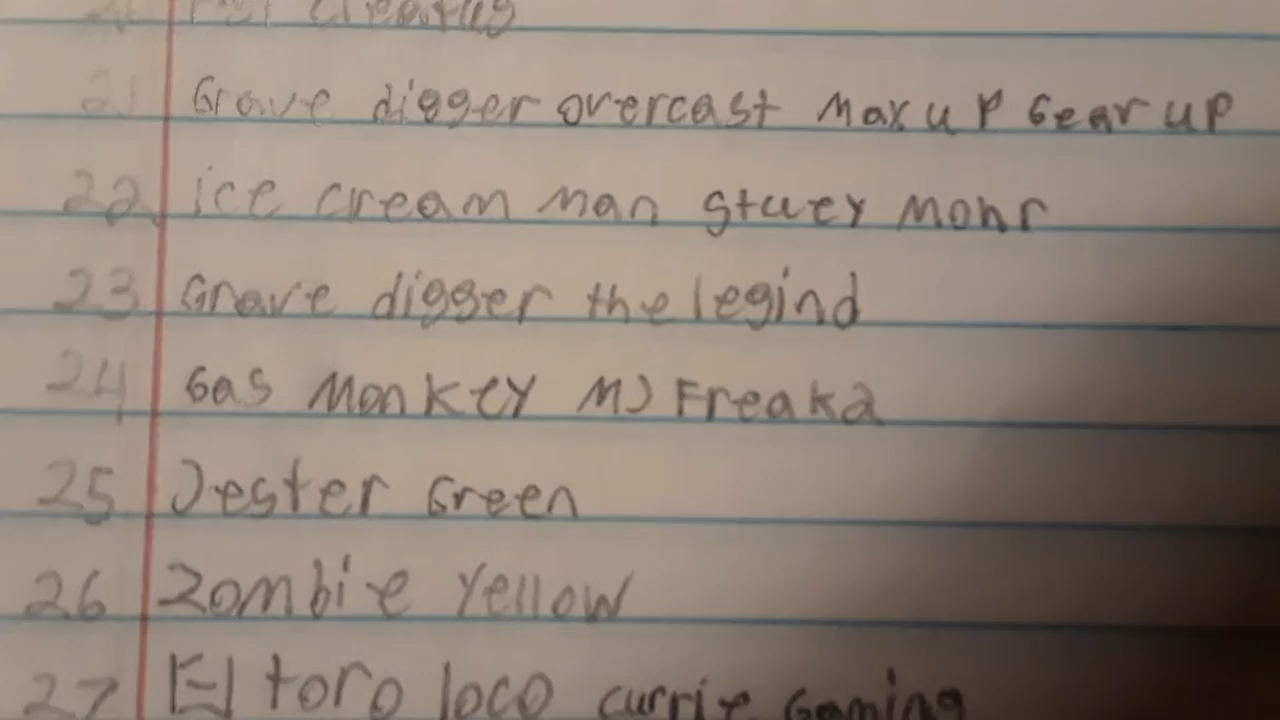 21 Grave digger overcast Max up Gear up
22 ice cream man stacy Mohr
23 Grave digger the legind
24 Gas Monkey MJ Freaka
25 Jester Green
26 Zombie Yellow
27 El toro loco currie Gaming